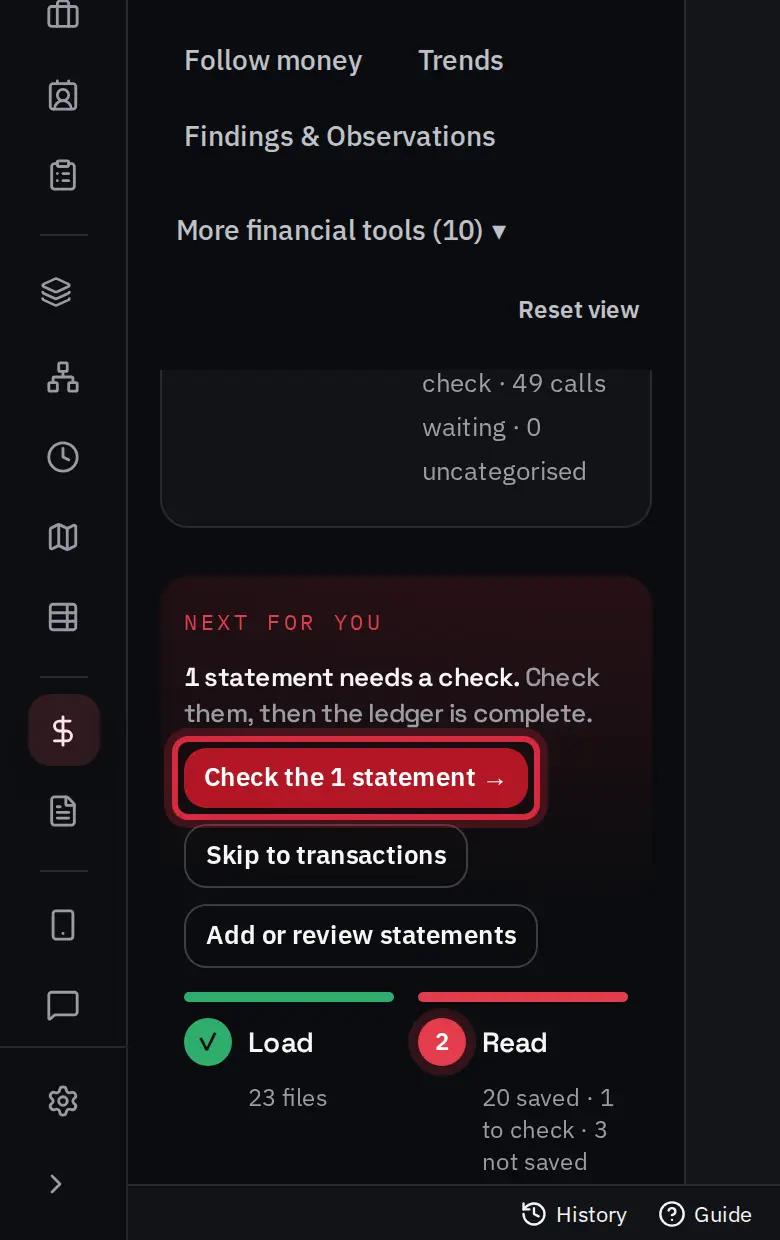 Follow money Trends
Findings & Observations
More financial tools (10) ▾
Reset view
check · 49 calls
waiting · 0
uncategorised
NEXT FOR YOU
1 statement needs a check. Check
them, then the ledger is complete.
Check the 1 statement →
Skip to transactions
Add or review statements
✓ Load
2 Read
23 files
20 saved · 1
to check · 3
not saved
History Guide